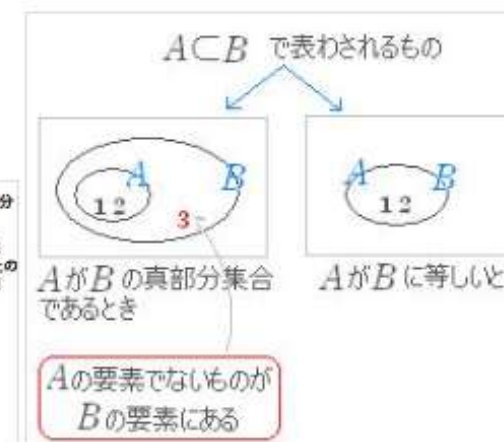 A⊂B で表わされるもの
A
B
1 2
3
A
B
1 2
分
の
AがBの真部分集合
であるとき
AがBに等しいと
Aの要素でないものが
Bの要素にある